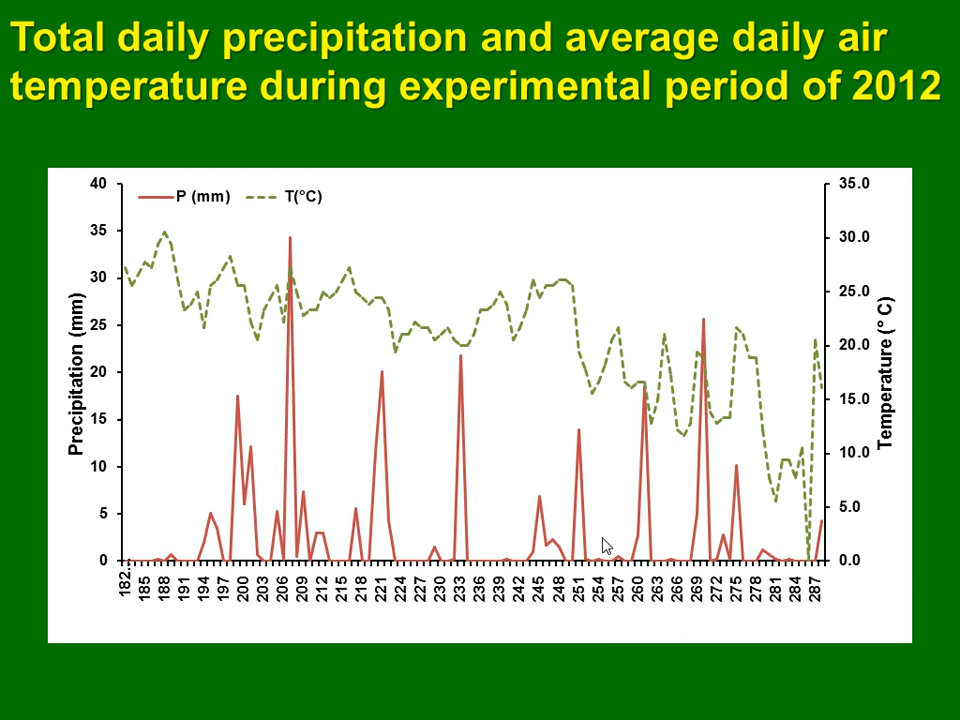 Total daily precipitation and average daily air
temperature during experimental period of 2012
P (mm) T(°C)
40 35.0
35 30.0
30 25.0
25 20.0
20 15.0
15 10.0
10 5.0
5 0.0
0
Precipitation (mm)
Temperature (° C)
182... 185 188 191 194 197 200 203 206 209 212 215 218 221 224 227 230 233 236 239 242 245 248 251 254 257 260 263 266 269 272 275 278 281 284 287